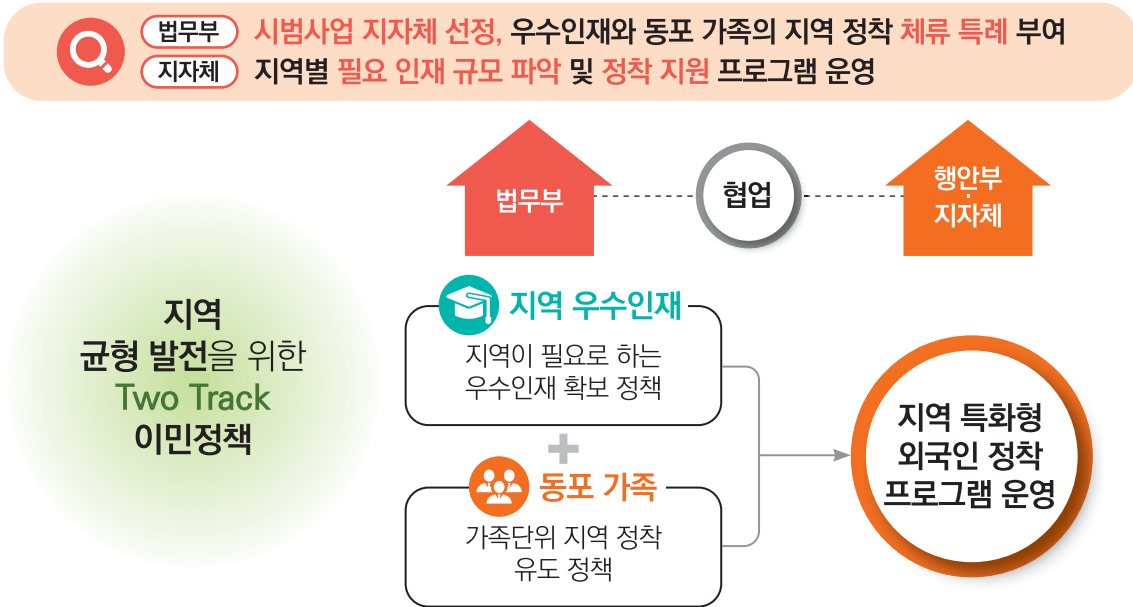 법무부 시범사업 지자체 선정, 우수인재와 동포 가족의 지역 정착 체류 특례 부여
지자체 지역별 필요 인재 규모 파악 및 정착 지원 프로그램 운영
법무부
협업
행안부
·
지자체
지역
균형 발전을 위한
Two Track
이민정책
지역 우수인재
지역이 필요로 하는
우수인재 확보 정책
동포 가족
가족단위 지역 정착
유도 정책
지역 특화형
외국인 정착
프로그램 운영